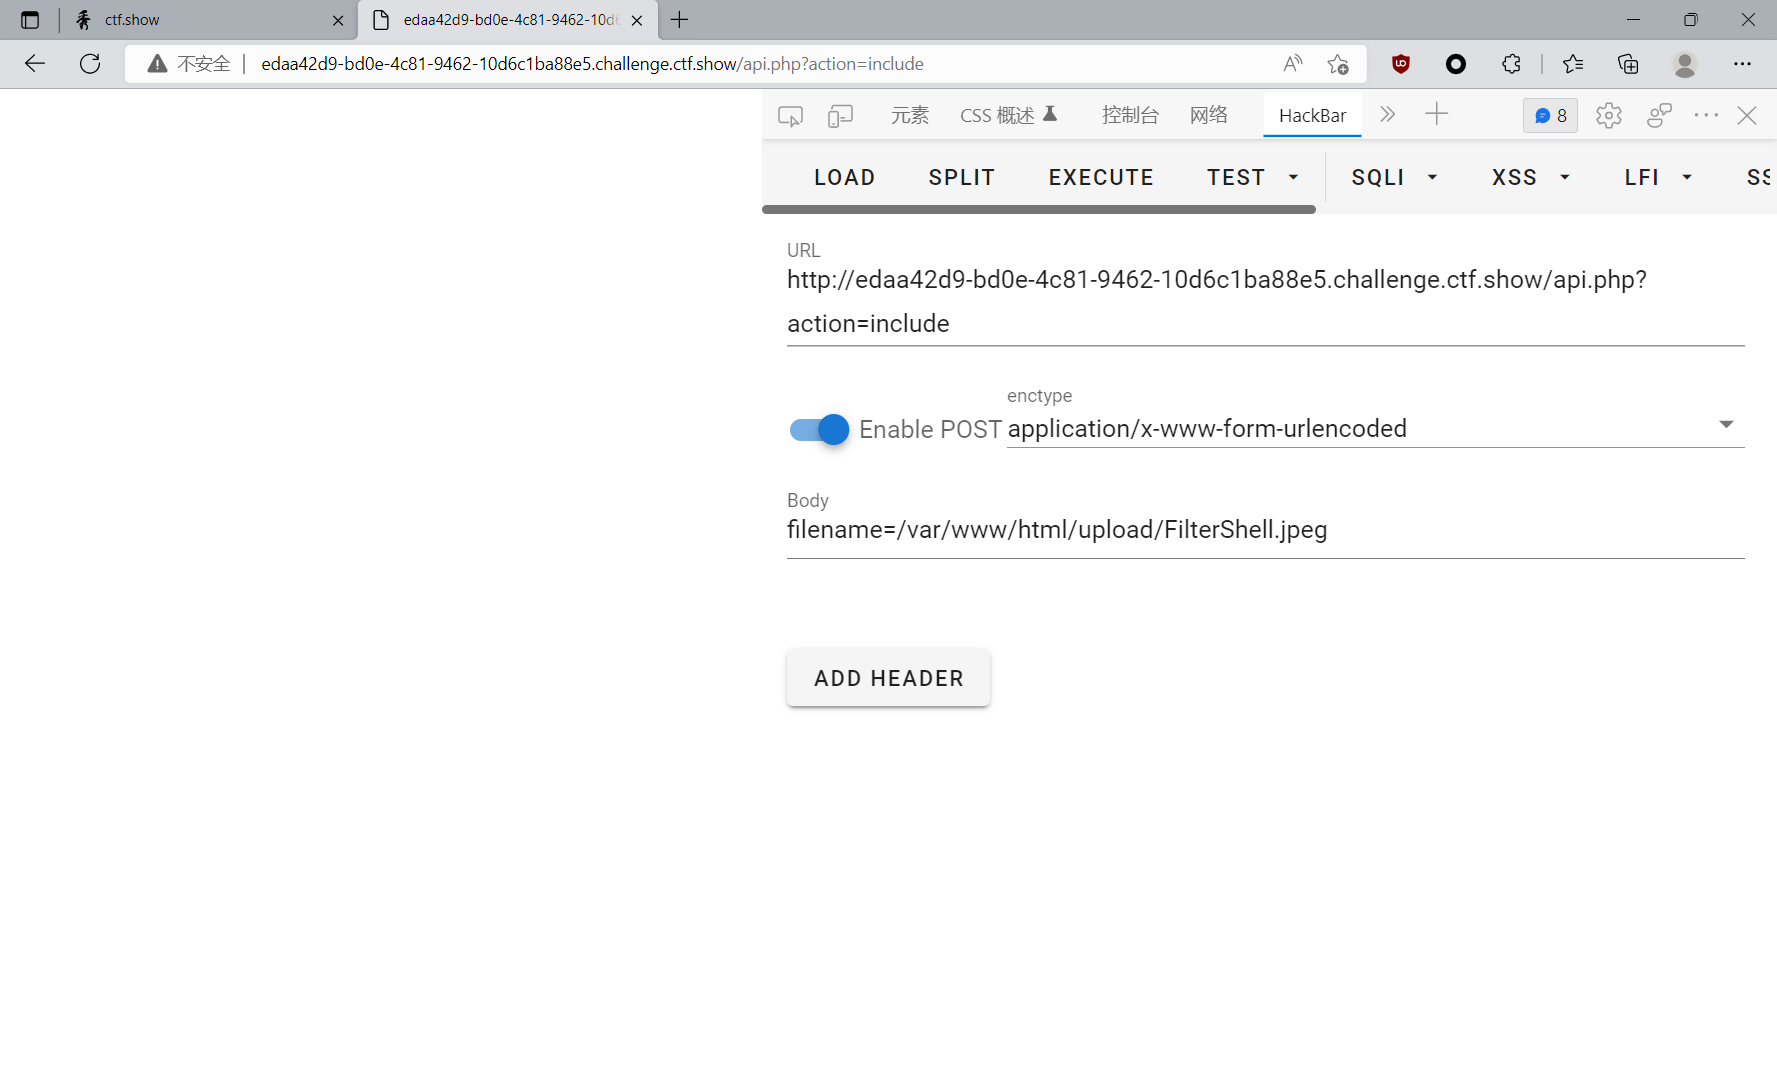 ctf.show
edaa42d9-bd0e-4c81-9462-10d6
不安全
edaa42d9-bd0e-4c81-9462-10d6c1ba88e5.challenge.ctf.show/api.php?action=include
元素
CSS 概述
控制台
网络
HackBar
8
LOAD
SPLIT
EXECUTE
TEST
SQLI
XSS
LFI
SS
URL
http://edaa42d9-bd0e-4c81-9462-10d6c1ba88e5.challenge.ctf.show/api.php?
action=include
enctype
Enable POST
application/x-www-form-urlencoded
Body
filename=/var/www/html/upload/FilterShell.jpeg
ADD HEADER